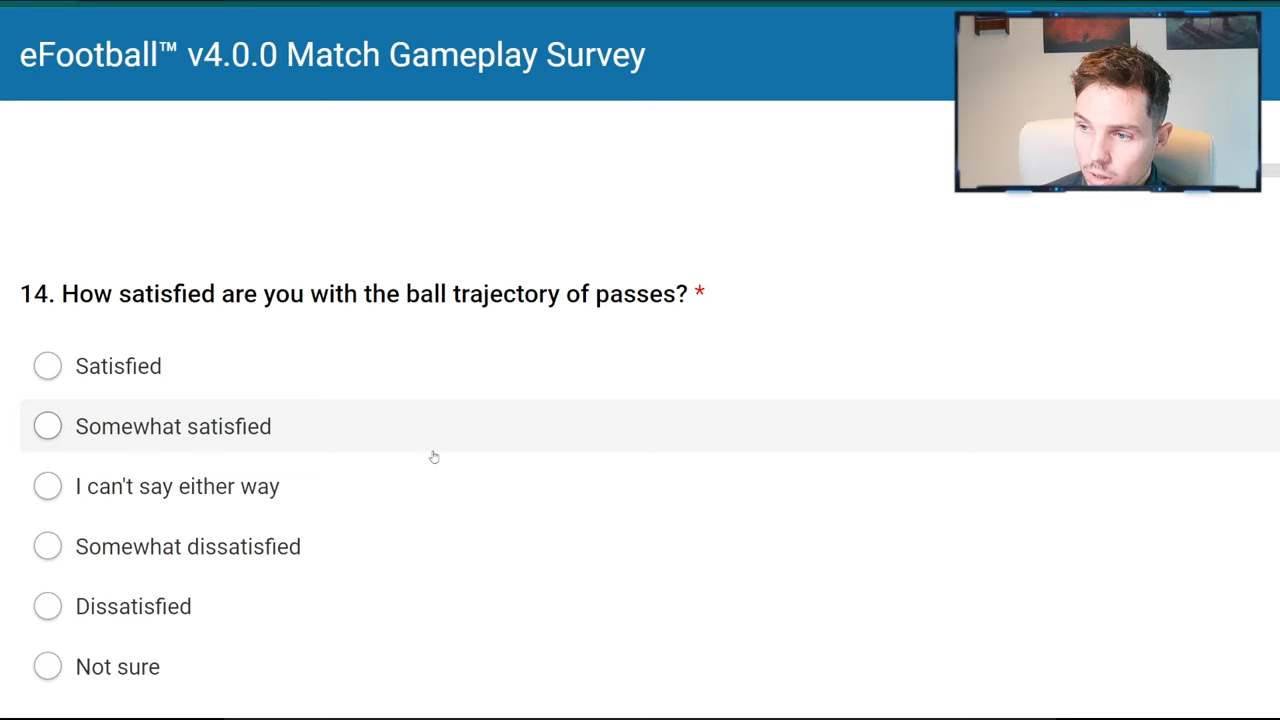 eFootball™ v4.0.0 Match Gameplay Survey
14. How satisfied are you with the ball trajectory of passes? *
Satisfied
Somewhat satisfied
I can't say either way
Somewhat dissatisfied
Dissatisfied
Not sure